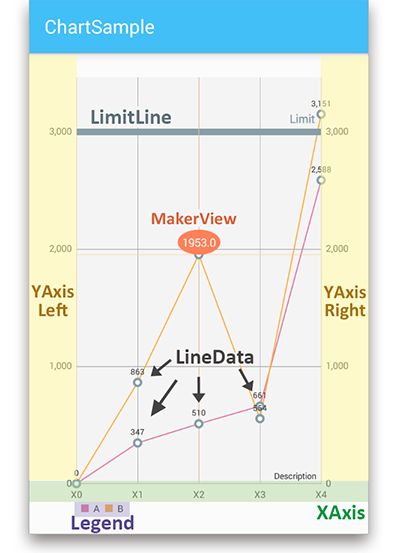 ChartSample
3,151
LimitLine
Limit
3,000
3,000
2,588
MakerView
1953.0
2,000
2,000
YAxis
Left
YAxis
Right
LineData
1,000
1,000
863
661
564
347
510
0
0
0
Description
X0 X1 X2 X3 X4
A B
Legend
XAxis